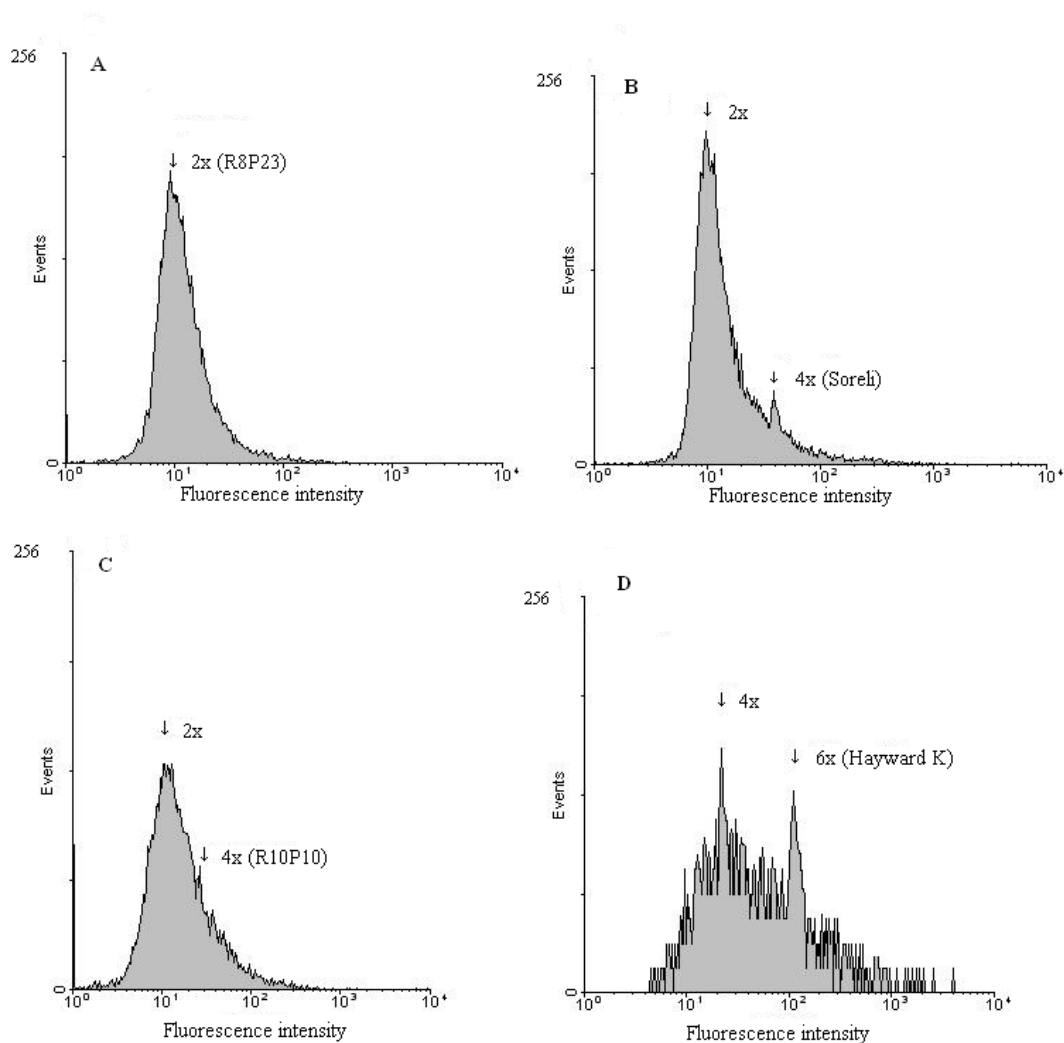 256
A
↓ 2x (R8P23)
Events
0
10⁰ 10¹ 10² 10³ 10⁴
Fluorescence intensity
256
B
↓ 2x
↓ 4x (Soreli)
Events
0
10⁰ 10¹ 10² 10³ 10⁴
Fluorescence intensity
256
C
↓ 2x
↓ 4x (R10P10)
Events
0
10⁰ 10¹ 10² 10³ 10⁴
Fluorescence intensity
256
D
↓ 4x
↓ 6x (Hayward K)
Events
0
10⁰ 10¹ 10² 10³ 10⁴
Fluorescence intensity